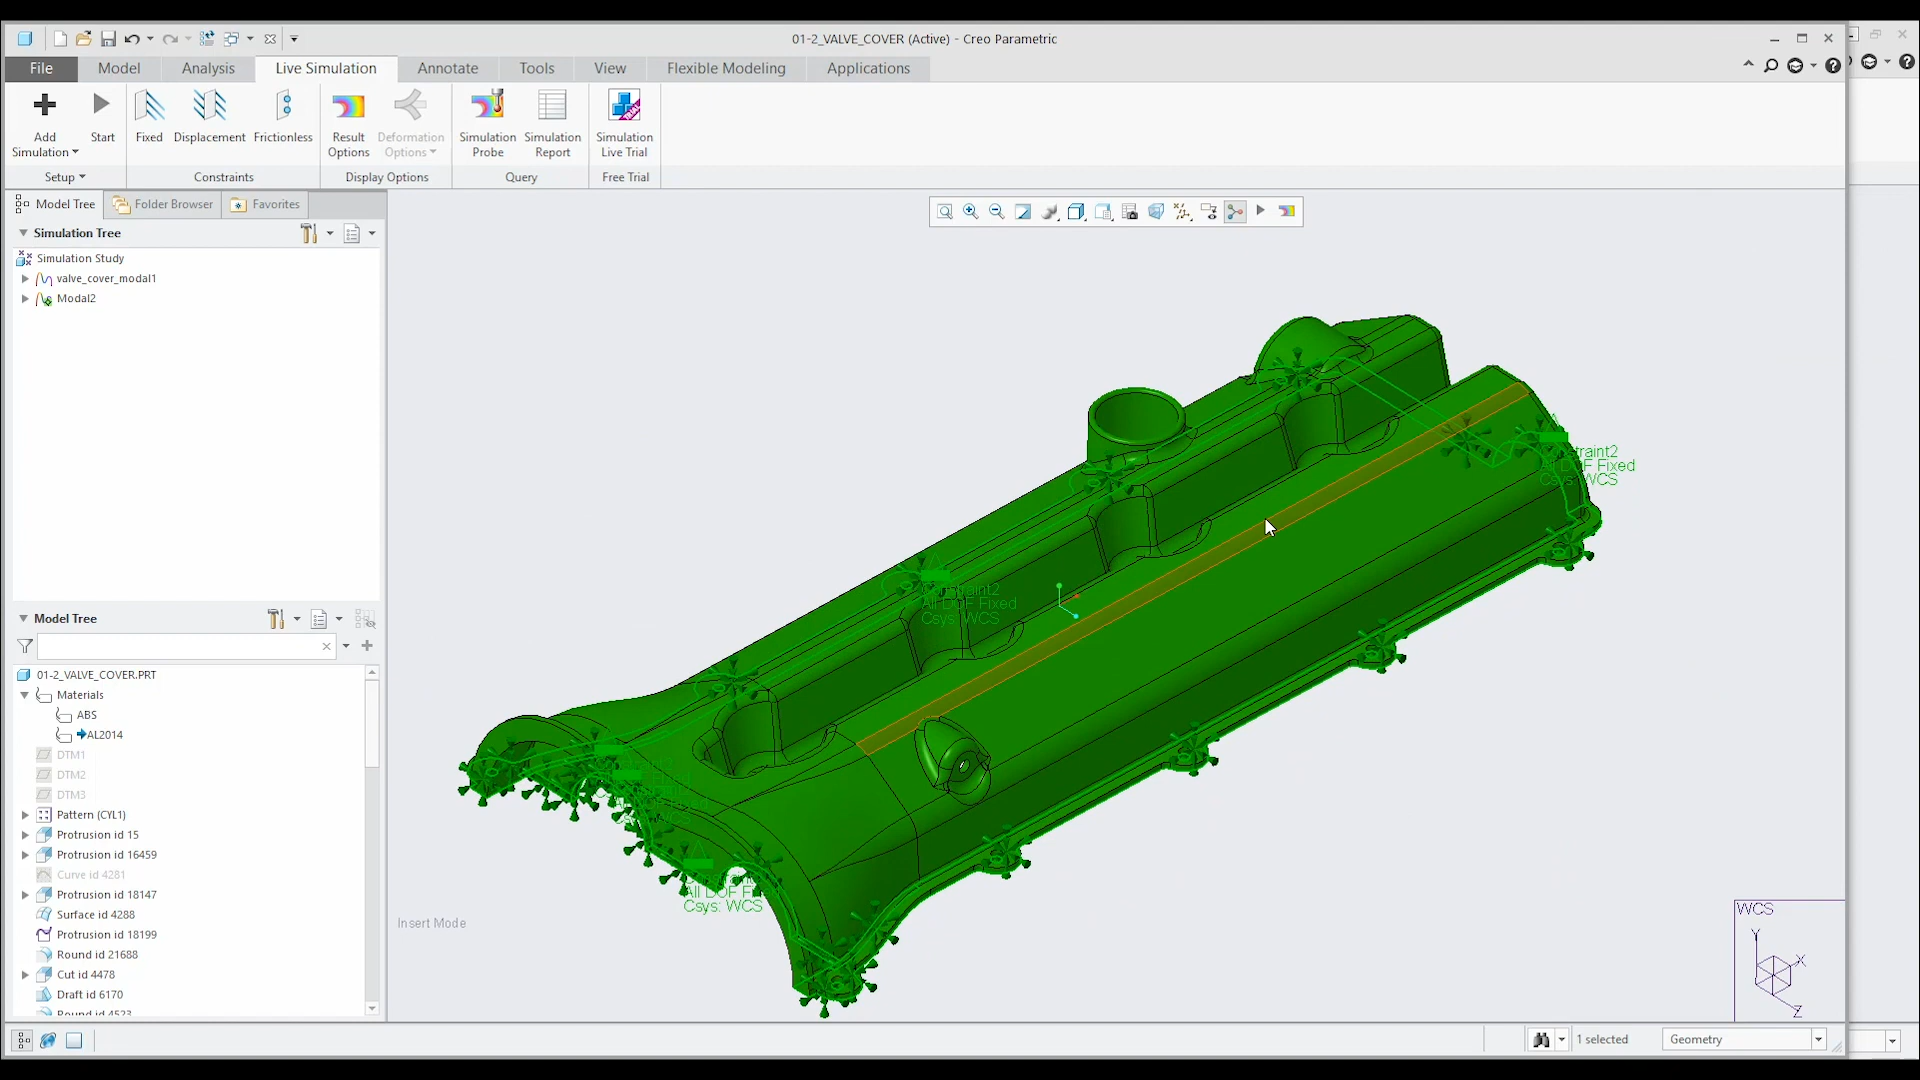 01-2_VALVE_COVER (Active) - Creo Parametric
File
Model
Analysis
Live Simulation
Annotate
Tools
View
Flexible Modeling
Applications
Add
Simulation
Start
Fixed
Displacement
Frictionless
Result
Options
Deformation
Options
Simulation
Probe
Simulation
Report
Simulation
Live Trial
Setup
Constraints
Display Options
Query
Free Trial
Model Tree
Folder Browser
Favorites
Simulation Tree
Simulation Study
valve_cover_modal1
Modal2
Model Tree
01-2_VALVE_COVER.PRT
Materials
ABS
AL2014
DTM1
DTM2
DTM3
Pattern (CYL1)
Protrusion id 15
Protrusion id 16459
Curve id 4281
Protrusion id 18147
Surface id 4288
Protrusion id 18199
Round id 21688
Cut id 4478
Draft id 6170
Round id 4523
Constraint2
All DOF Fixed
Csys: WCS
All DOF Fixed
Csys: WCS
Csys: WCS
Insert Mode
WCS
Y
X
Z
1 selected
Geometry